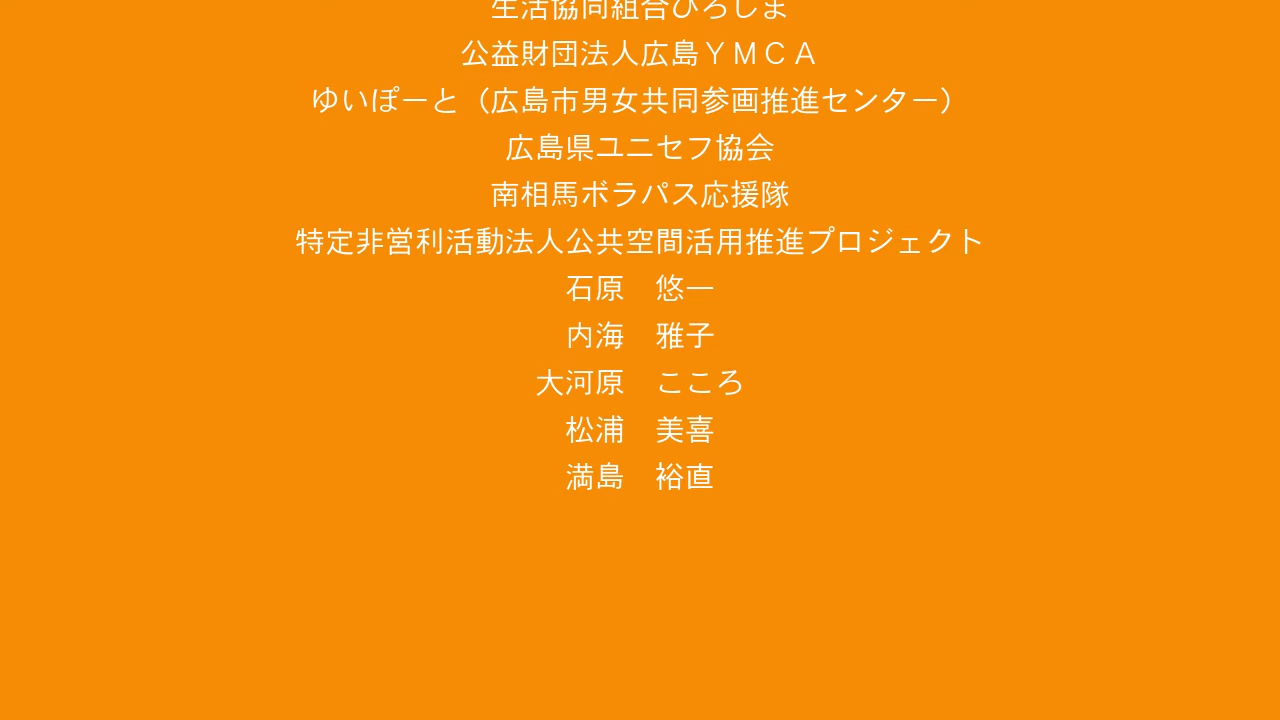 生活協同組合ひろしま
公益財団法人広島ＹＭＣＡ
ゆいぽーと（広島市男女共同参画推進センター）
広島県ユニセフ協会
南相馬ボラパス応援隊
特定非営利活動法人公共空間活用推進プロジェクト
石原　悠一
内海　雅子
大河原　こころ
松浦　美喜
満島　裕直